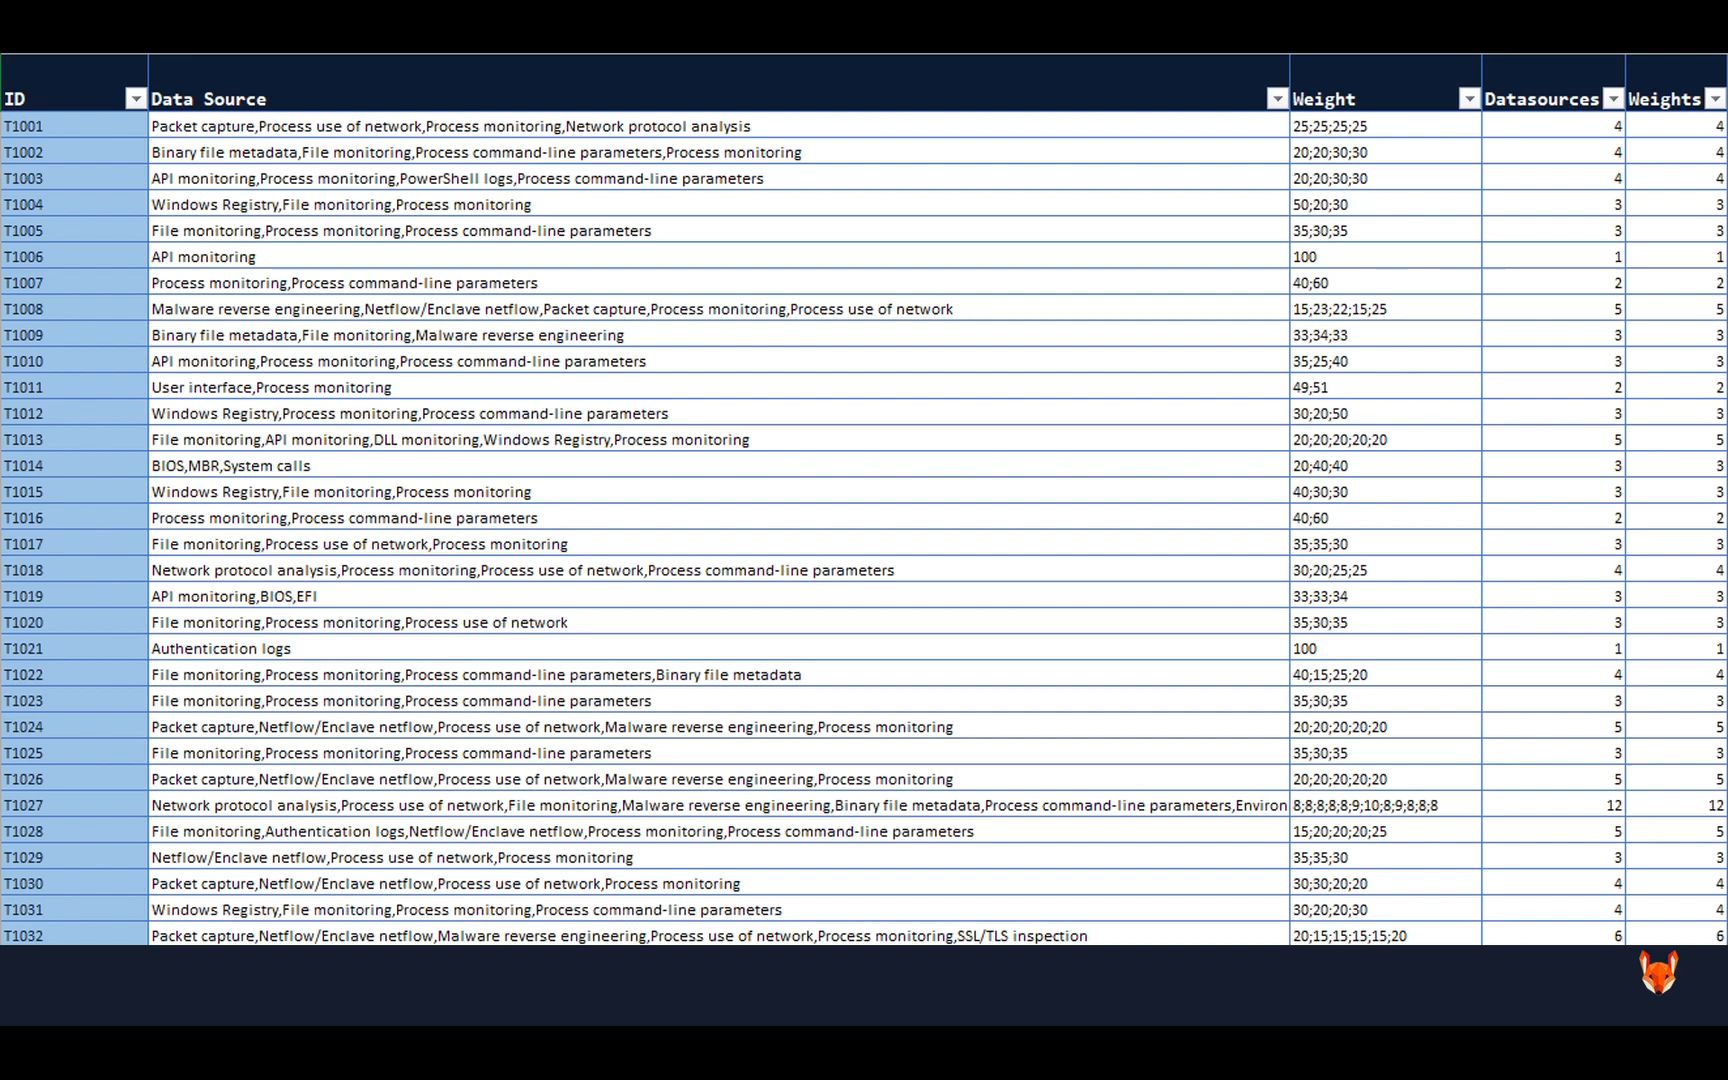 ID Data Source Weight Datasources Weights
T1001 Packet capture,Process use of network,Process monitoring,Network protocol analysis 25;25;25;25 4 4
T1002 Binary file metadata,File monitoring,Process command-line parameters,Process monitoring 20;20;30;30 4 4
T1003 API monitoring,Process monitoring,PowerShell logs,Process command-line parameters 20;20;30;30 4 4
T1004 Windows Registry,File monitoring,Process monitoring 50;20;30 3 3
T1005 File monitoring,Process monitoring,Process command-line parameters 35;30;35 3 3
T1006 API monitoring 100 1 1
T1007 Process monitoring,Process command-line parameters 40;60 2 2
T1008 Malware reverse engineering,Netflow/Enclave netflow,Packet capture,Process monitoring,Process use of network 15;23;22;15;25 5 5
T1009 Binary file metadata,File monitoring,Malware reverse engineering 33;34;33 3 3
T1010 API monitoring,Process monitoring,Process command-line parameters 35;25;40 3 3
T1011 User interface,Process monitoring 49;51 2 2
T1012 Windows Registry,Process monitoring,Process command-line parameters 30;20;50 3 3
T1013 File monitoring,API monitoring,DLL monitoring,Windows Registry,Process monitoring 20;20;20;20;20 5 5
T1014 BIOS,MBR,System calls 20;40;40 3 3
T1015 Windows Registry,File monitoring,Process monitoring 40;30;30 3 3
T1016 Process monitoring,Process command-line parameters 40;60 2 2
T1017 File monitoring,Process use of network,Process monitoring 35;35;30 3 3
T1018 Network protocol analysis,Process monitoring,Process use of network,Process command-line parameters 30;20;25;25 4 4
T1019 API monitoring,BIOS,EFI 33;33;34 3 3
T1020 File monitoring,Process monitoring,Process use of network 35;30;35 3 3
T1021 Authentication logs 100 1 1
T1022 File monitoring,Process monitoring,Process command-line parameters,Binary file metadata 40;15;25;20 4 4
T1023 File monitoring,Process monitoring,Process command-line parameters 35;30;35 3 3
T1024 Packet capture,Netflow/Enclave netflow,Process use of network,Malware reverse engineering,Process monitoring 20;20;20;20;20 5 5
T1025 File monitoring,Process monitoring,Process command-line parameters 35;30;35 3 3
T1026 Packet capture,Netflow/Enclave netflow,Process use of network,Malware reverse engineering,Process monitoring 20;20;20;20;20 5 5
T1027 Network protocol analysis,Process use of network,File monitoring,Malware reverse engineering,Binary file metadata,Process command-line parameters,Environ 8;8;8;8;8;9;10;8;9;8;8;8 12 12
T1028 File monitoring,Authentication logs,Netflow/Enclave netflow,Process monitoring,Process command-line parameters 15;20;20;20;25 5 5
T1029 Netflow/Enclave netflow,Process use of network,Process monitoring 35;35;30 3 3
T1030 Packet capture,Netflow/Enclave netflow,Process use of network,Process monitoring 30;30;20;20 4 4
T1031 Windows Registry,File monitoring,Process monitoring,Process command-line parameters 30;20;20;30 4 4
T1032 Packet capture,Netflow/Enclave netflow,Malware reverse engineering,Process use of network,Process monitoring,SSL/TLS inspection 20;15;15;15;15;20 6 6